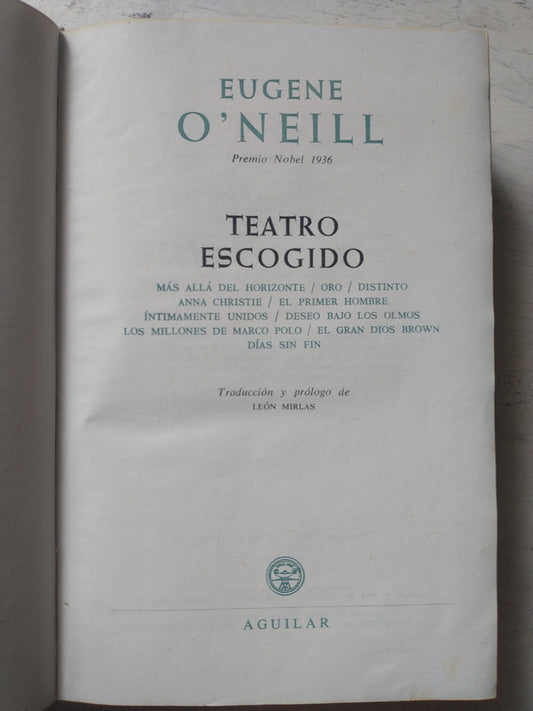 EUGENE
O'NEILL
Premio Nobel 1936
TEATRO
ESCOGIDO
MÁS ALLÁ DEL HORIZONTE / ORO / DISTINTO
ANNA CHRISTIE / EL PRIMER HOMBRE
ÍNTIMAMENTE UNIDOS / DESEO BAJO LOS OLMOS
LOS MILLONES DE MARCO POLO / EL GRAN DIOS BROWN
DÍAS SIN FIN
Traducción y prólogo de
LEÓN MIRLAS
AGUILAR